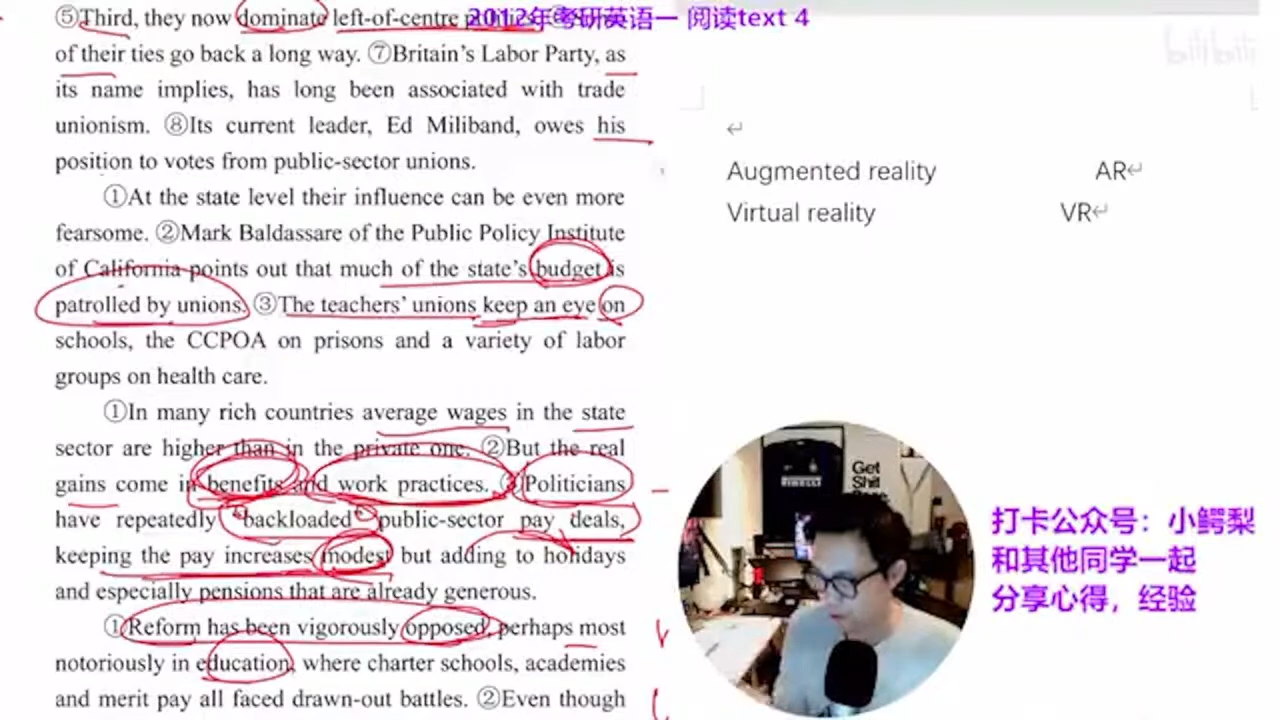 ⑤Third, they now dominate left-of-centre
2012年考研英语一 阅读text 4
of their ties go back a long way. ⑦Britain's Labor Party, as
its name implies, has long been associated with trade
unionism. ⑧Its current leader, Ed Miliband, owes his
position to votes from public-sector unions.
①At the state level their influence can be even more
fearsome. ②Mark Baldassare of the Public Policy Institute
of California points out that much of the state's budget is
patrolled by unions. ③The teachers' unions keep an eye on
schools, the CCPOA on prisons and a variety of labor
groups on health care.
①In many rich countries average wages in the state
sector are higher than in the private one. ②But the real
gains come in benefits and work practices. ③Politicians
have repeatedly "backloaded" public-sector pay deals,
keeping the pay increases modest but adding to holidays
and especially pensions that are already generous.
①Reform has been vigorously opposed, perhaps most
notoriously in education, where charter schools, academies
and merit pay all faced drawn-out battles. ②Even though
bilibili
Augmented reality AR
Virtual reality VR
Get
Shit
PIRELLI
打卡公众号：小鳄梨
和其他同学一起
分享心得，经验